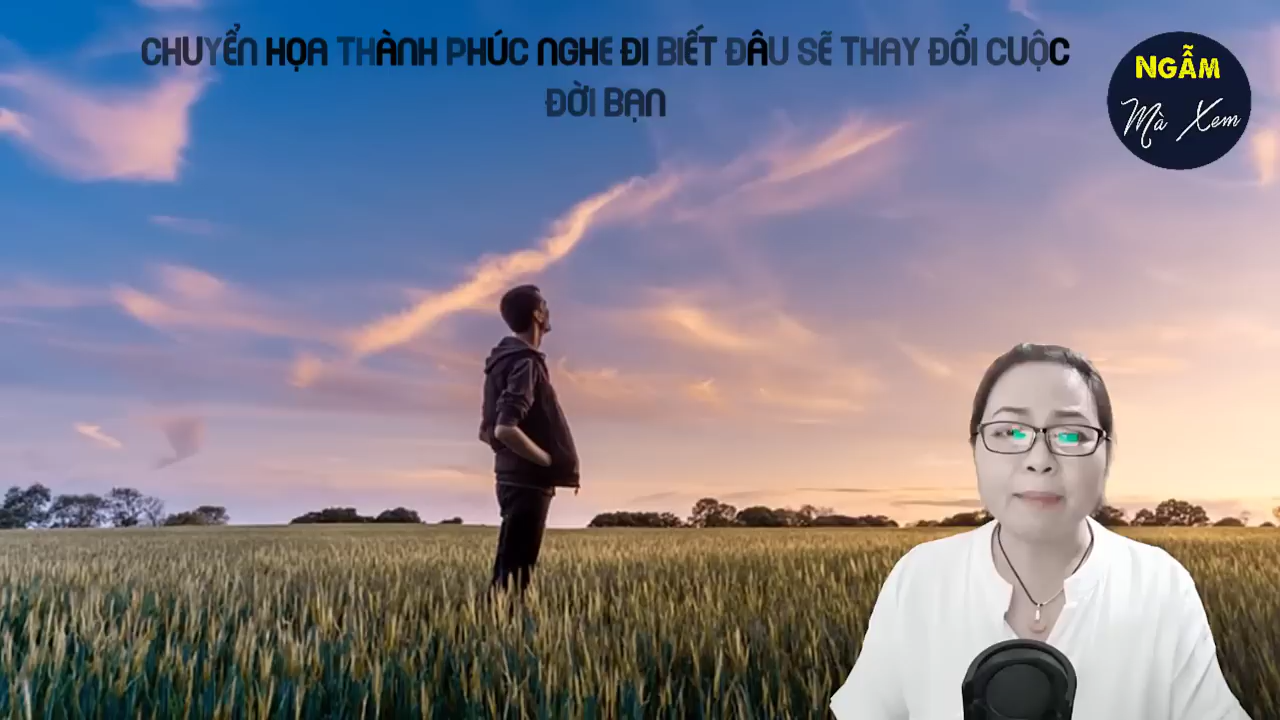 CHUYỂN HỌA THÀNH PHÚC NGHE ĐI BIẾT ĐÂU SẼ THAY ĐỔI CUỘC
ĐỜI BẠN
NGẪM
Mà Xem